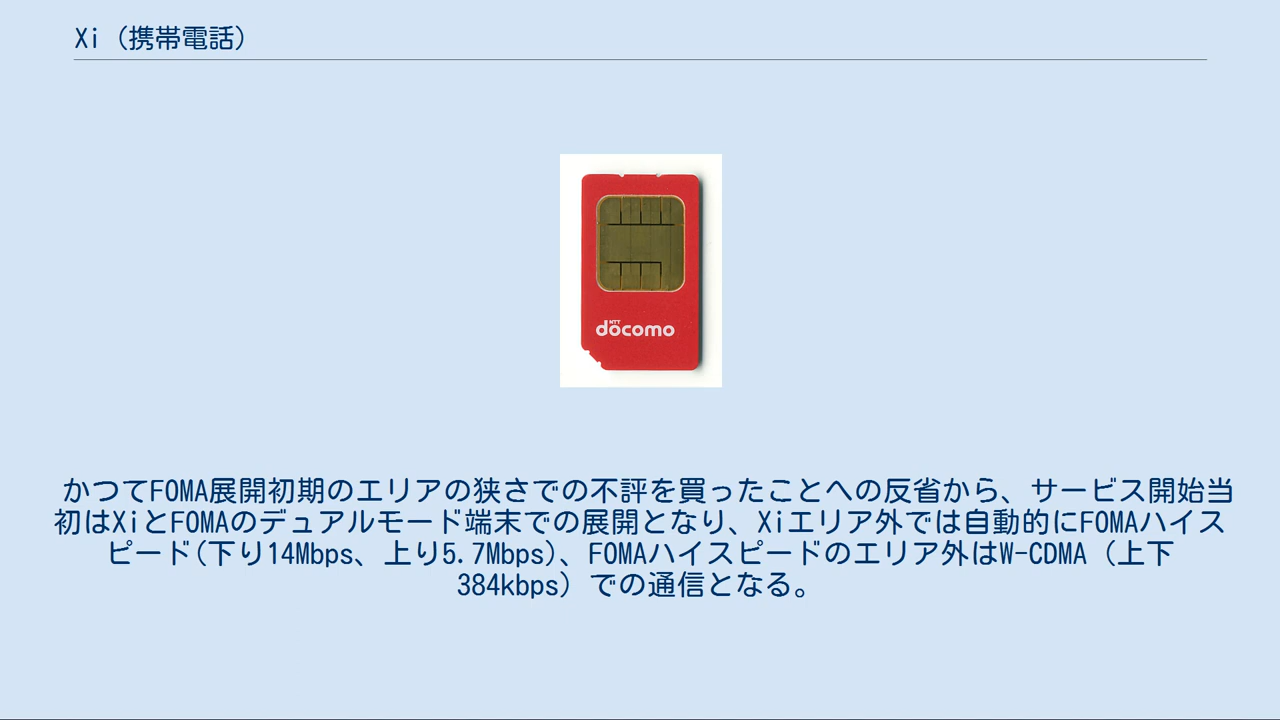 Xi（携帯電話）
NTT
docomo
かつてFOMA展開初期のエリアの狭さでの不評を買ったことへの反省から、サービス開始当
初はXiとFOMAのデュアルモード端末での展開となり、Xiエリア外では自動的にFOMAハイス
ピード(下り14Mbps、上り5.7Mbps)、FOMAハイスピードのエリア外はW-CDMA（上下
384kbps）での通信となる。